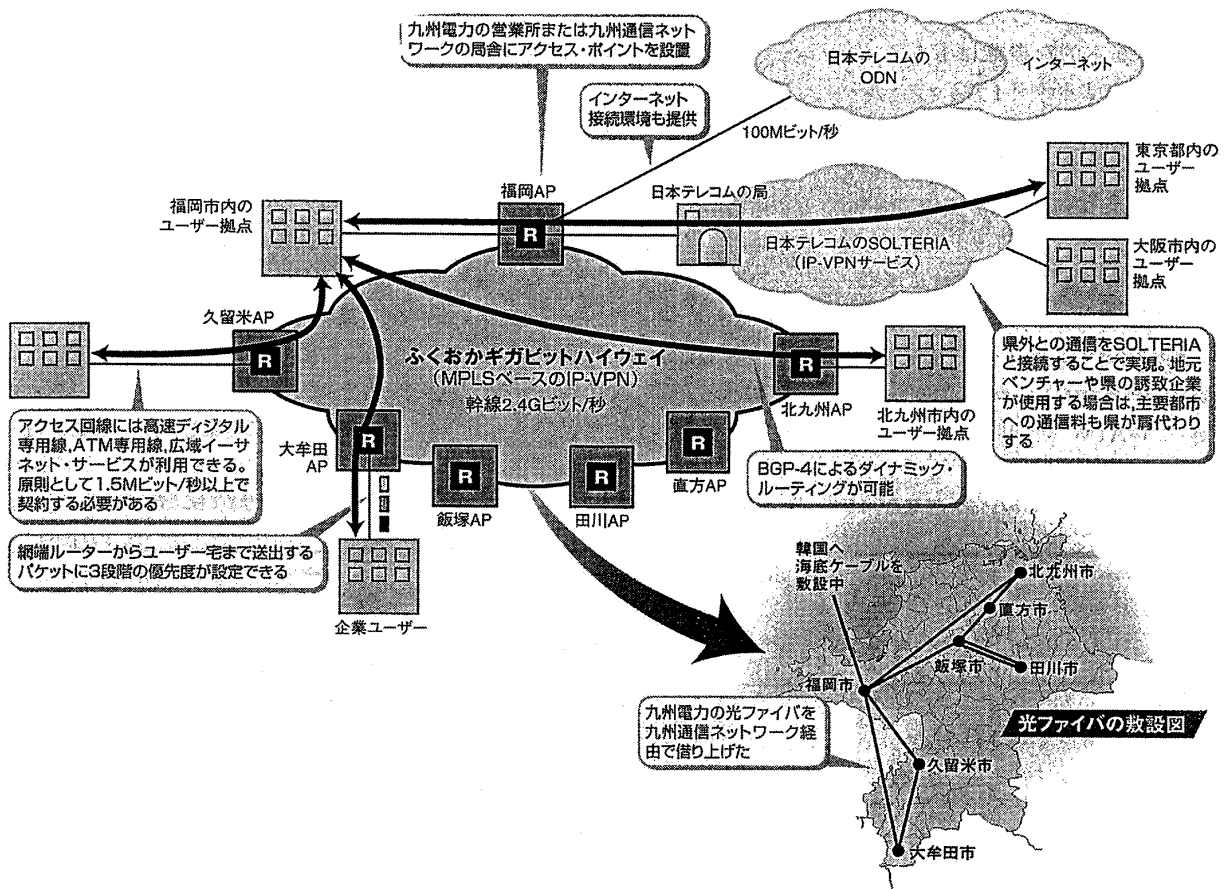 九州電力の営業所または九州通信ネット
ワークの局舎にアクセス・ポイントを設置
日本テレコムの
ODN
インターネット
インターネット
接続環境も提供
100Mビット/秒
東京都内の
ユーザー
拠点
福岡市内の
ユーザー拠点
福岡AP
R
日本テレコムの局
日本テレコムのSOLTERIA
(IP-VPNサービス)
大阪市内の
ユーザー
拠点
久留米AP
R
ふくおかギガビットハイウェイ
(MPLSベースのIP-VPN)
幹線2.4Gビット/秒
R
北九州AP
北九州市内の
ユーザー拠点
県外との通信をSOLTERIA
と接続することで実現。地元
ベンチャーや県の誘致企業
が使用する場合は,主要都市
への通信料も県が肩代わり
する
アクセス回線には高速ディジタル
専用線,ATM専用線,広域イーサ
ネット・サービスが利用できる。
原則として1.5Mビット/秒以上で
契約する必要がある
大牟田
AP
R
R
飯塚AP
R
田川AP
R
直方AP
BGP-4によるダイナミック・
ルーティングが可能
網端ルーターからユーザー宅まで送出する
パケットに3段階の優先度が設定できる
企業ユーザー
韓国へ
海底ケーブルを
敷設中
北九州市
直方市
飯塚市
田川市
福岡市
九州電力の光ファイバを
九州通信ネットワーク経
由で借り上げた
光ファイバの敷設図
久留米市
大牟田市